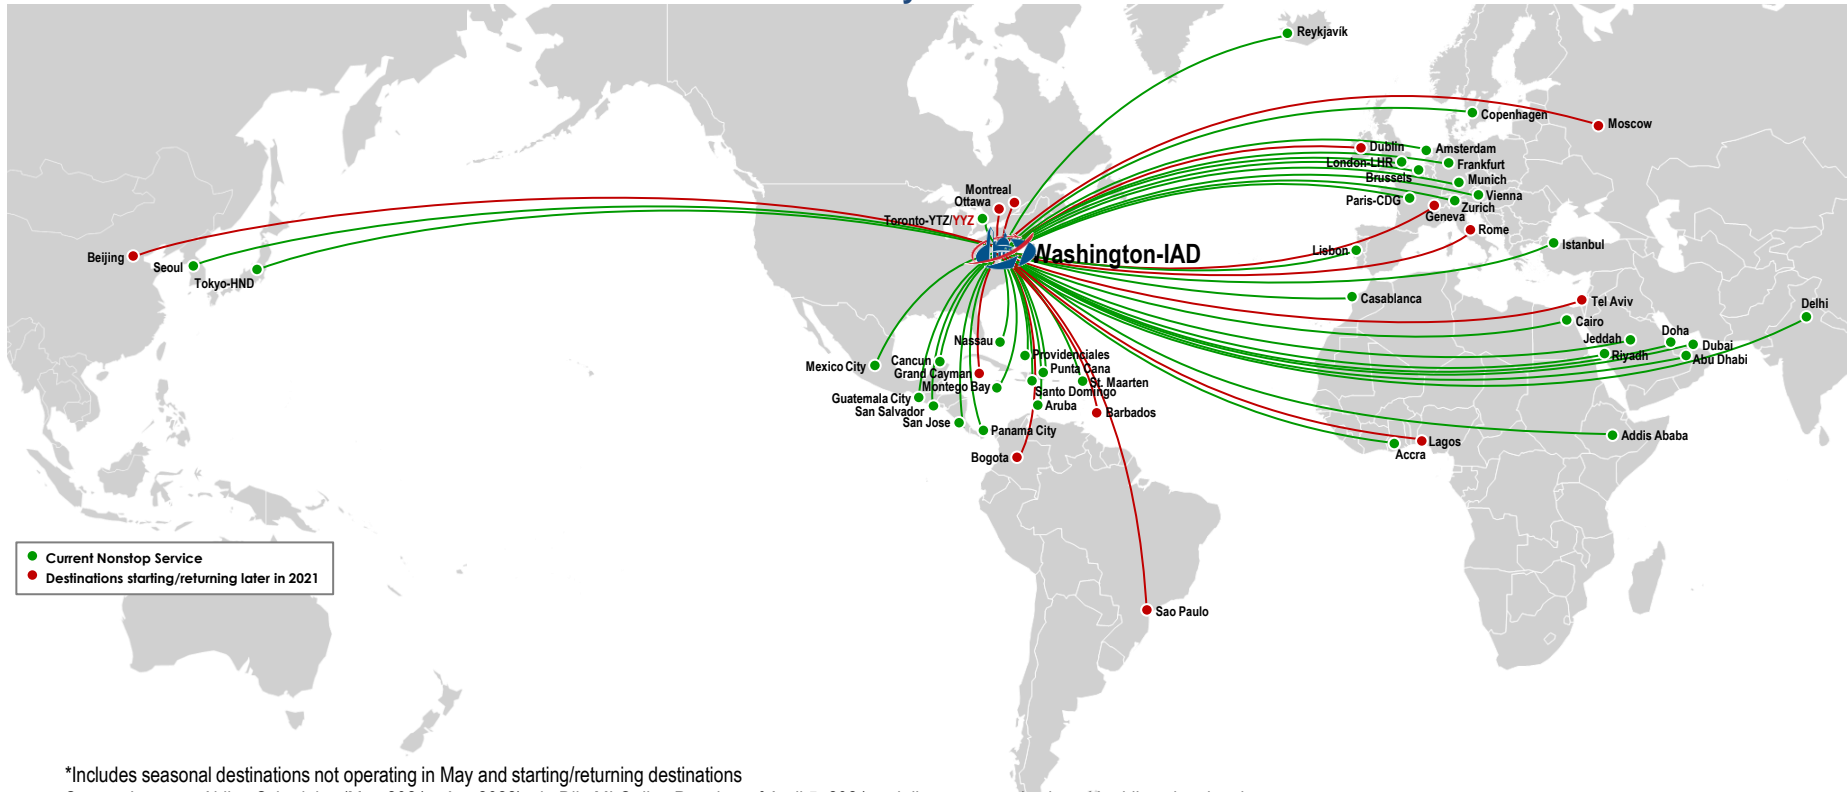 Reykjavík
Copenhagen
Moscow
Dublin
Amsterdam
London-LHR
Frankfurt
Brussels
Munich
Vienna
Paris-CDG
Zurich
Geneva
Rome
Montreal
Ottawa
Toronto-YTZ/YYZ
Washington-IAD
Lisbon
Istanbul
Beijing
Seoul
Tokyo-HND
Casablanca
Tel Aviv
Delhi
Cairo
Doha
Jeddah
Dubai
Riyadh
Abu Dhabi
Nassau
Mexico City
Cancun
Providenciales
Grand Cayman
Punta Cana
Montego Bay
St. Maarten
Santo Domingo
Guatemala City
San Salvador
Aruba
Barbados
San Jose
Panama City
Bogota
Lagos
Accra
Addis Ababa
Sao Paulo
Current Nonstop Service
Destinations starting/returning later in 2021
*Includes seasonal destinations not operating in May and starting/returning destinations